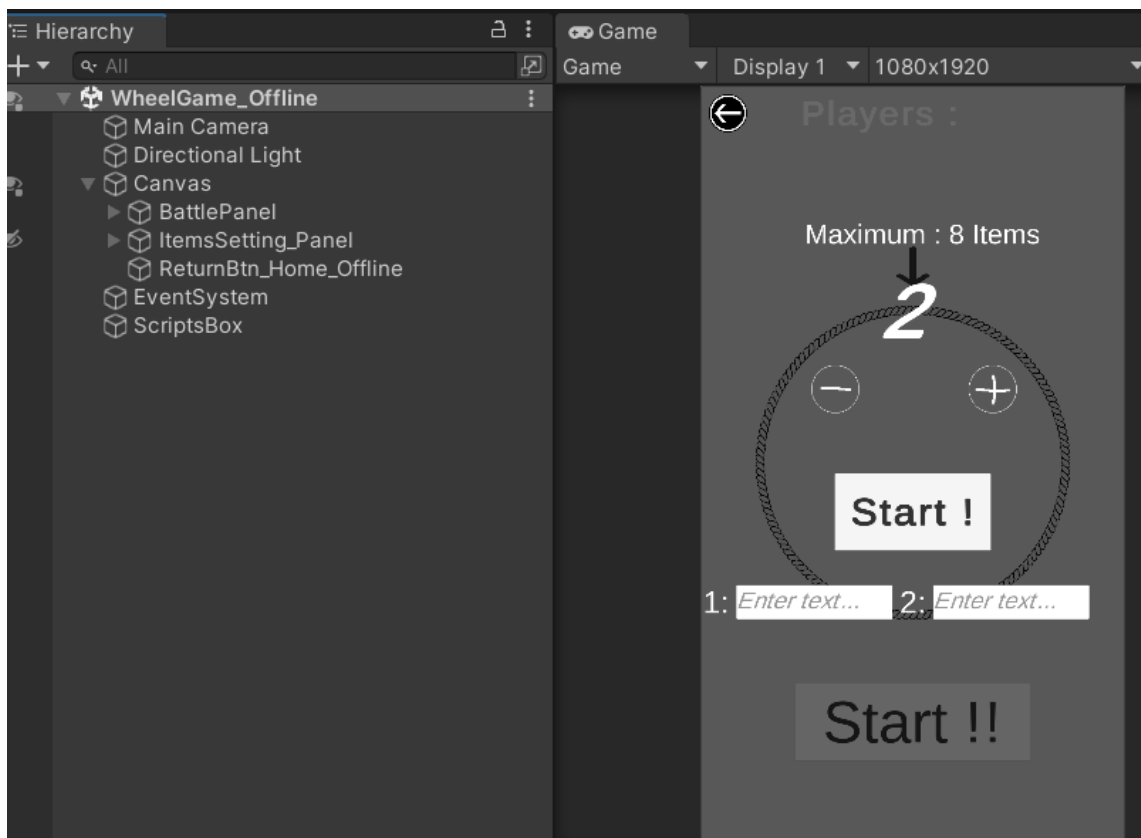 Hierarchy
All
WheelGame_Offline
Main Camera
Directional Light
Canvas
BattlePanel
ItemsSetting_Panel
ReturnBtn_Home_Offline
EventSystem
ScriptsBox
Game
Game Display 1 1080x1920
Players :
Maximum : 8 Items
2
Start !
1: Enter text... 2: Enter text...
Start !!